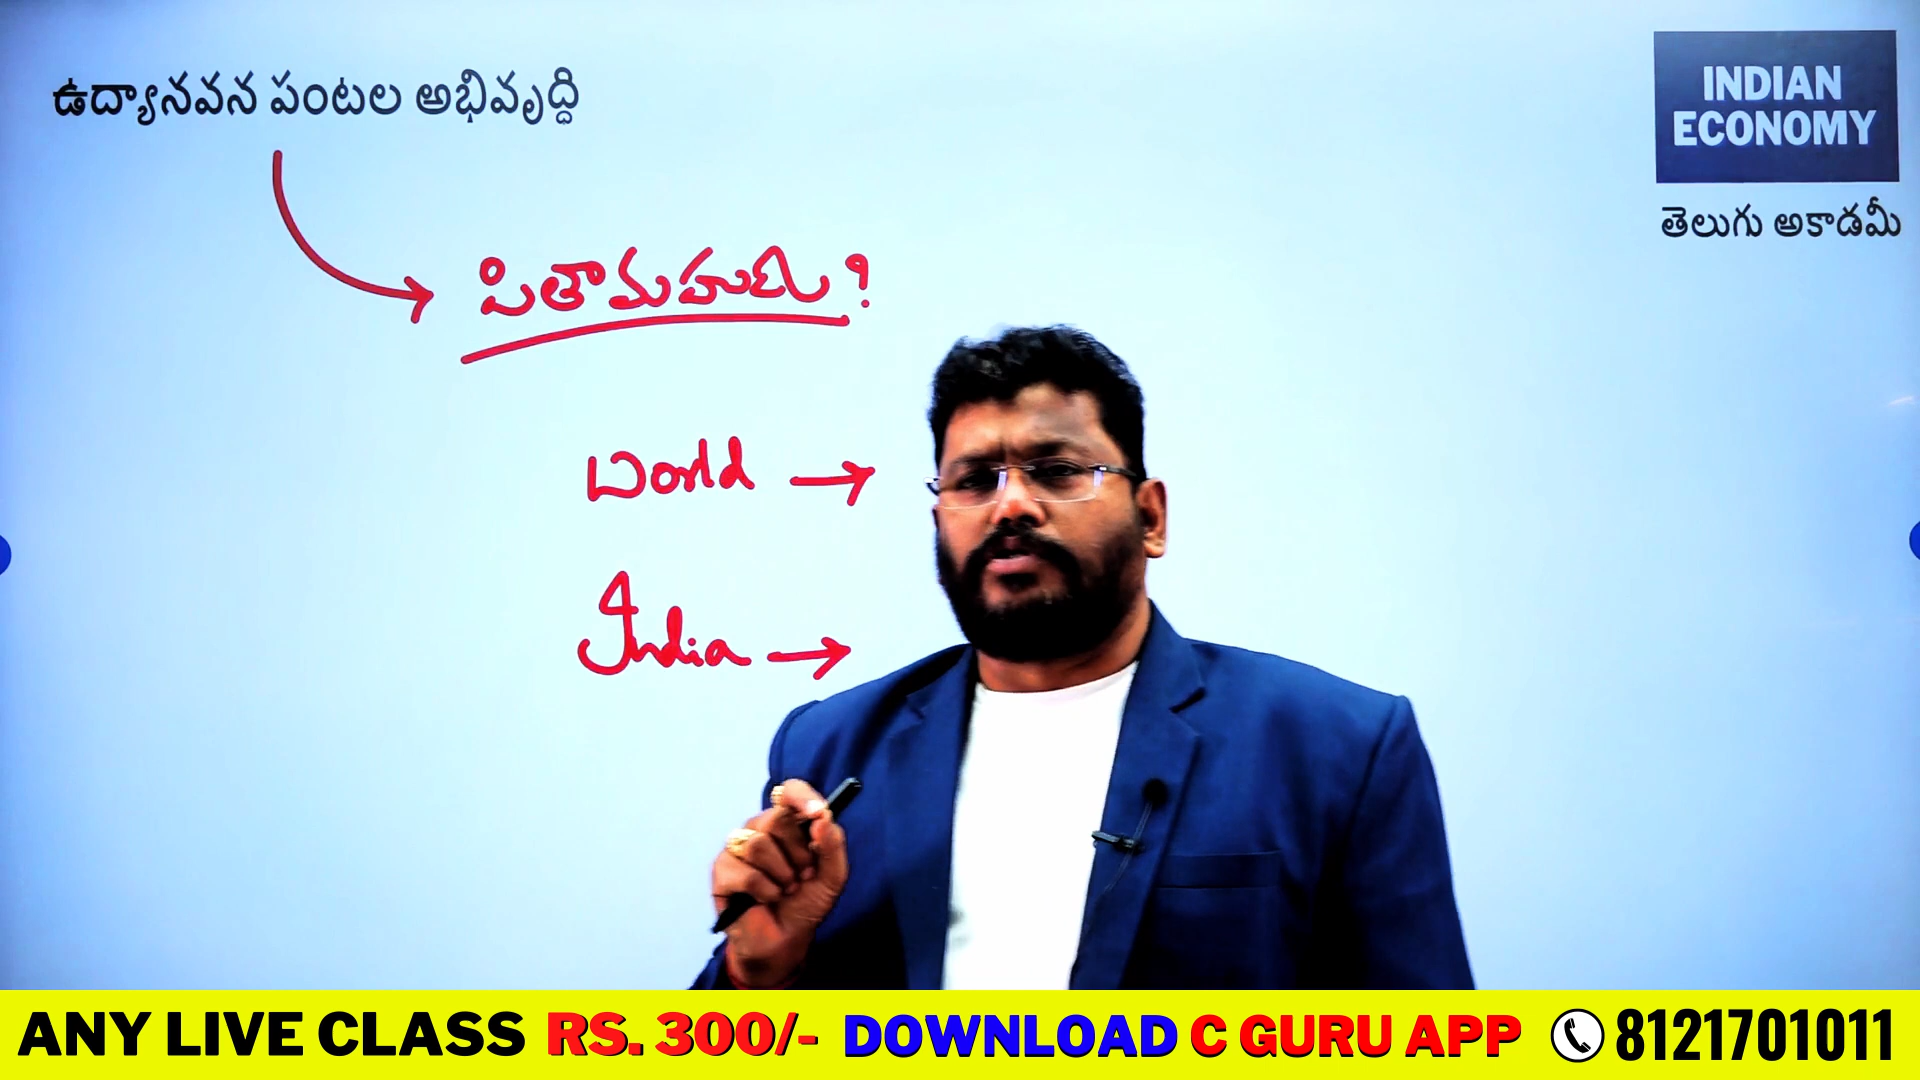 ఉద్యానవన పంటల అభివృద్ధి
INDIAN
ECONOMY
తెలుగు అకాడమీ
పితామహుడు?
World →
India →
ANY LIVE CLASS RS. 300/- DOWNLOAD C GURU APP 8121701011